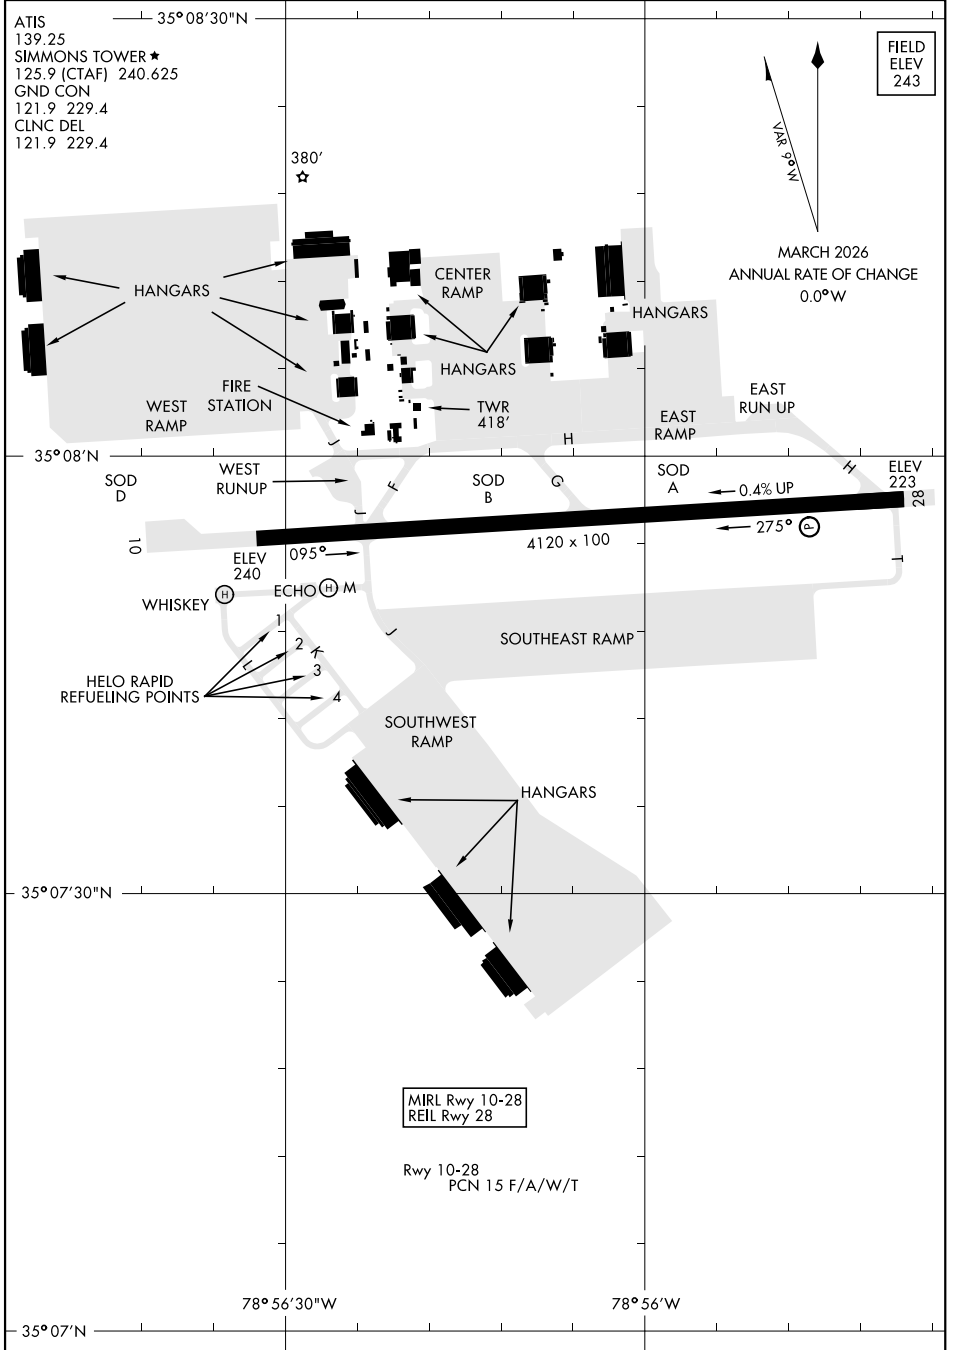 35°08'30"N
ATIS
139.25
SIMMONS TOWER ★
125.9 (CTAF) 240.625
GND CON
121.9 229.4
CLNC DEL
121.9 229.4
FIELD
ELEV
243
VAR 9°W
380'
MARCH 2026
ANNUAL RATE OF CHANGE
0.0°W
CENTER
RAMP
HANGARS
HANGARS
HANGARS
FIRE
STATION
WEST
RAMP
TWR
418'
EAST
RUN UP
EAST
RAMP
J
H
35°08'N
SOD
D
WEST
RUNUP
F
SOD
B
G
SOD
A
H
ELEV
223
0.4% UP
28
J
275°
P
10
4120 x 100
ELEV
240
095°
T
WHISKEY
H
ECHO
H
M
1
J
SOUTHEAST RAMP
2
K
L
3
HELO RAPID
REFUELING POINTS
4
SOUTHWEST
RAMP
HANGARS
35°07'30"N
MIRL Rwy 10-28
REIL Rwy 28
Rwy 10-28
PCN 15 F/A/W/T
78°56'30"W
78°56'W
35°07'N